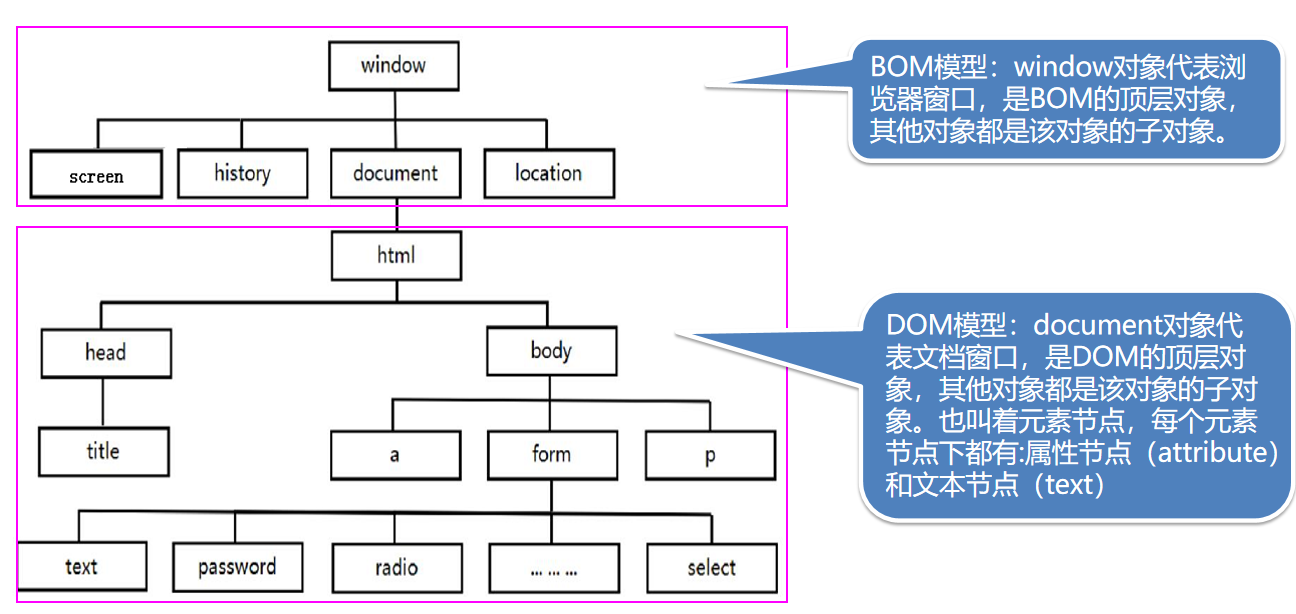 window
screen
history
document
location
BOM模型：window对象代表浏
览器窗口，是BOM的顶层对象，
其他对象都是该对象的子对象。
html
head
body
title
a
form
p
text
password
radio
... ... ...
select
DOM模型：document对象代
表文档窗口，是DOM的顶层对
象，其他对象都是该对象的子对
象。也叫着元素节点，每个元素
节点下都有:属性节点（attribute）
和文本节点（text）